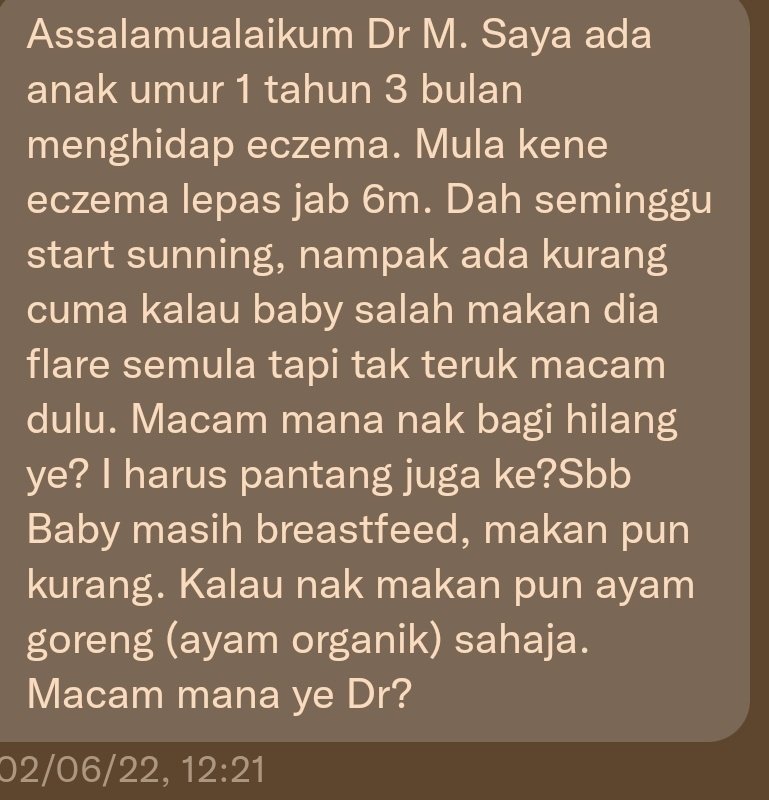 Assalamualaikum Dr M. Saya ada
anak umur 1 tahun 3 bulan
menghidap eczema. Mula kene
eczema lepas jab 6m. Dah seminggu
start sunning, nampak ada kurang
cuma kalau baby salah makan dia
flare semula tapi tak teruk macam
dulu. Macam mana nak bagi hilang
ye? I harus pantang juga ke?Sbb
Baby masih breastfeed, makan pun
kurang. Kalau nak makan pun ayam
goreng (ayam organik) sahaja.
Macam mana ye Dr?
02/06/22, 12:21